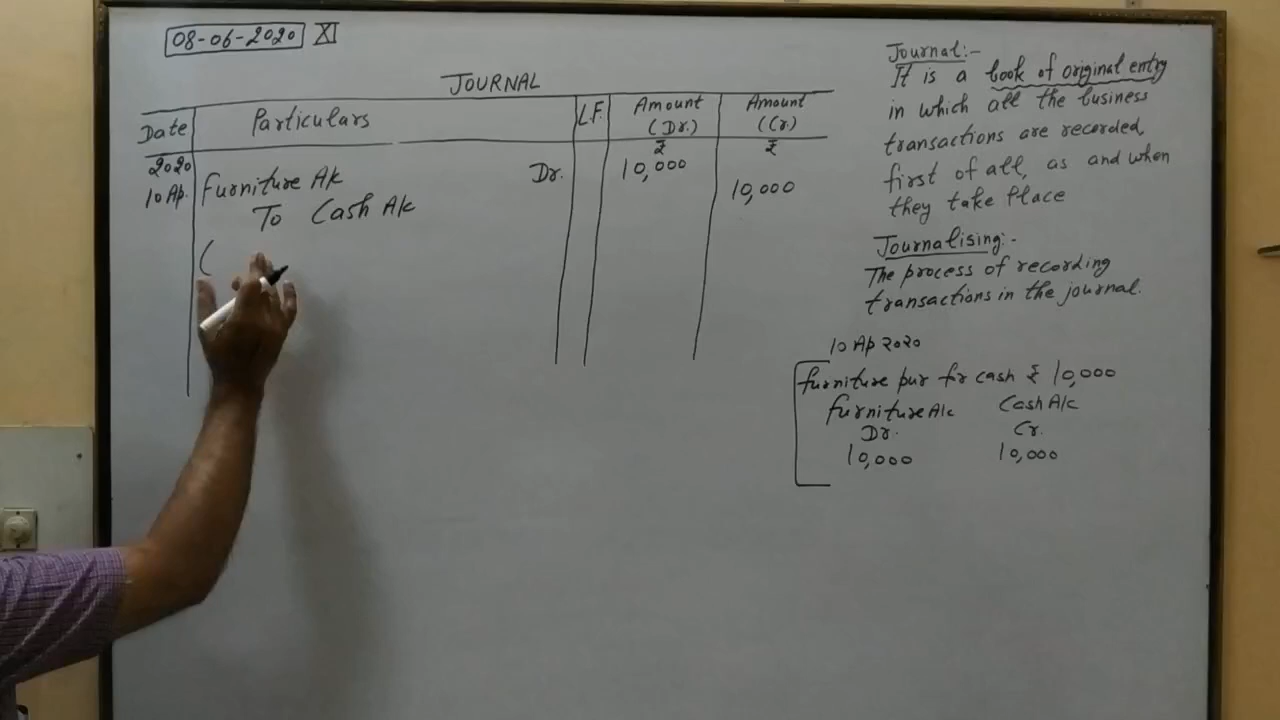 08-06-2020 XI
JOURNAL
Date Particulars L.F. Amount (Dr.) Amount (Cr.)
₹ ₹
2020
10 Ap. Furniture A/c Dr. 10,000
To Cash A/c 10,000
(
Journal:-
It is a book of original entry
in which all the business
transactions are recorded,
first of all, as and when
they take place
Journalising:-
The process of recording
transactions in the journal.
10 Ap 2020
furniture pur for cash ₹ 10,000
furniture A/c Cash A/c
Dr. Cr.
10,000 10,000